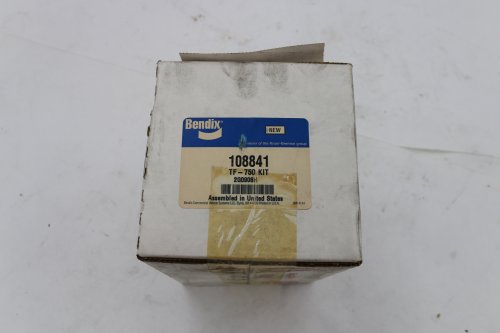 Bendix
NEW
108841
TF-750 KIT
Assembled in United States